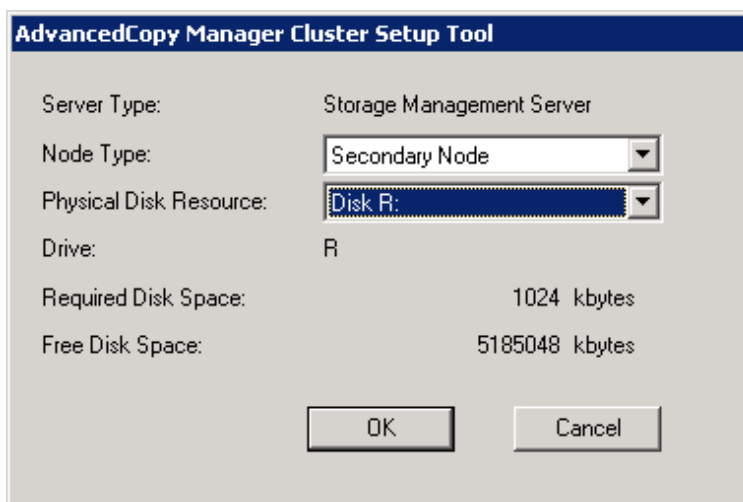 AdvancedCopy Manager Cluster Setup Tool
Server Type: Storage Management Server
Node Type: Secondary Node
Physical Disk Resource: Disk R:
Drive: R
Required Disk Space: 1024 kbytes
Free Disk Space: 5185048 kbytes
OK Cancel